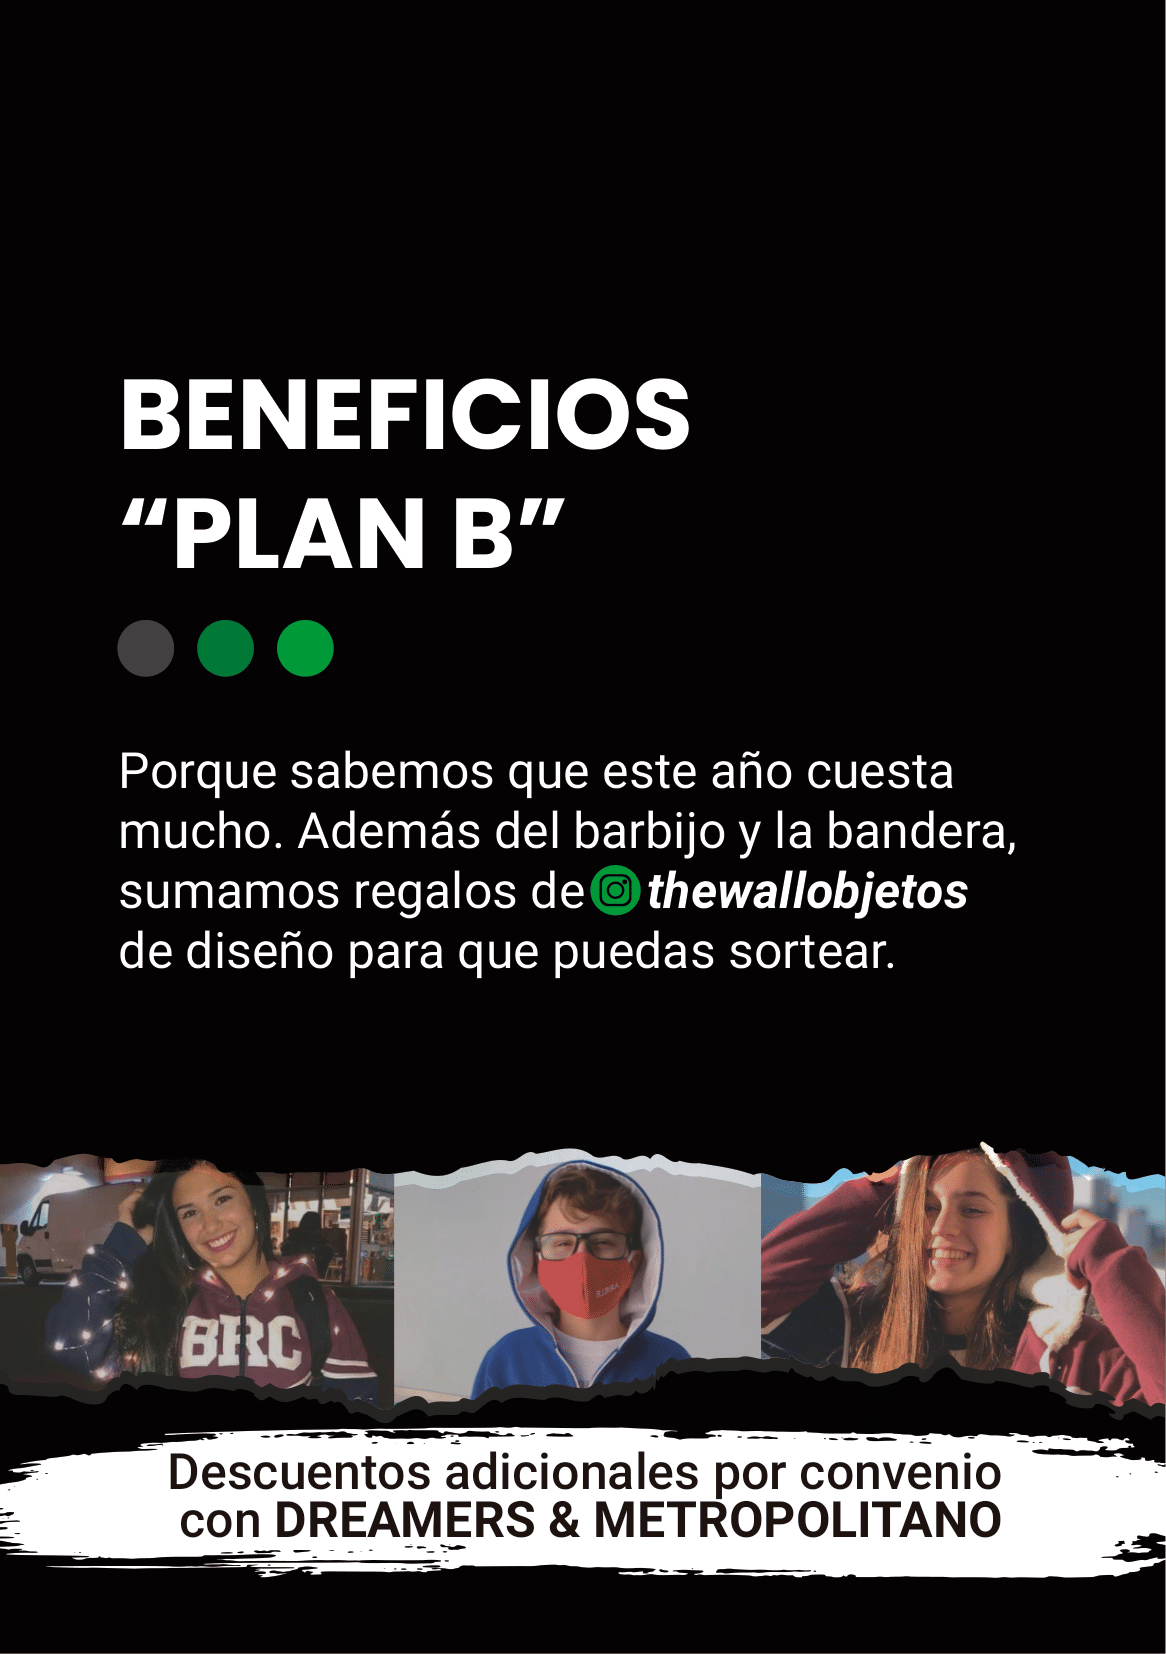 BENEFICIOS
“PLAN B”
Porque sabemos que este año cuesta
mucho. Además del barbijo y la bandera,
sumamos regalos de thewallobjetos
de diseño para que puedas sortear.
BRC
Descuentos adicionales por convenio
con DREAMERS & METROPOLITANO